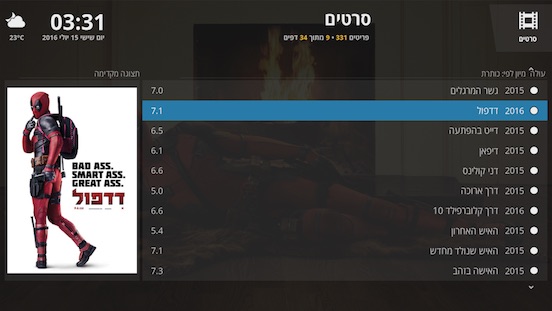 סרטים
סרטים
פריטים 331 • 9 מתוך 34 דפים
03:31
יום שישי 15 יולי 2016
23°C
עולה מיון לפי: כותרת
תצוגה מקדימה
2015 גשר המרגלים 7.0
2016 דדפול 7.1
2015 דייט בהפתעה 6.5
2015 דיפאן 6.1
2015 דני קולינס 6.6
2015 דרך ארוכה 5.0
2016 דרך קלוברפילד 10 6.6
2015 האיש האחרון 5.4
2015 האיש שנולד מחדש 7.1
2015 האישה בזהב 7.3
BAD ASS.
SMART ASS.
GREAT ASS.
דדפול